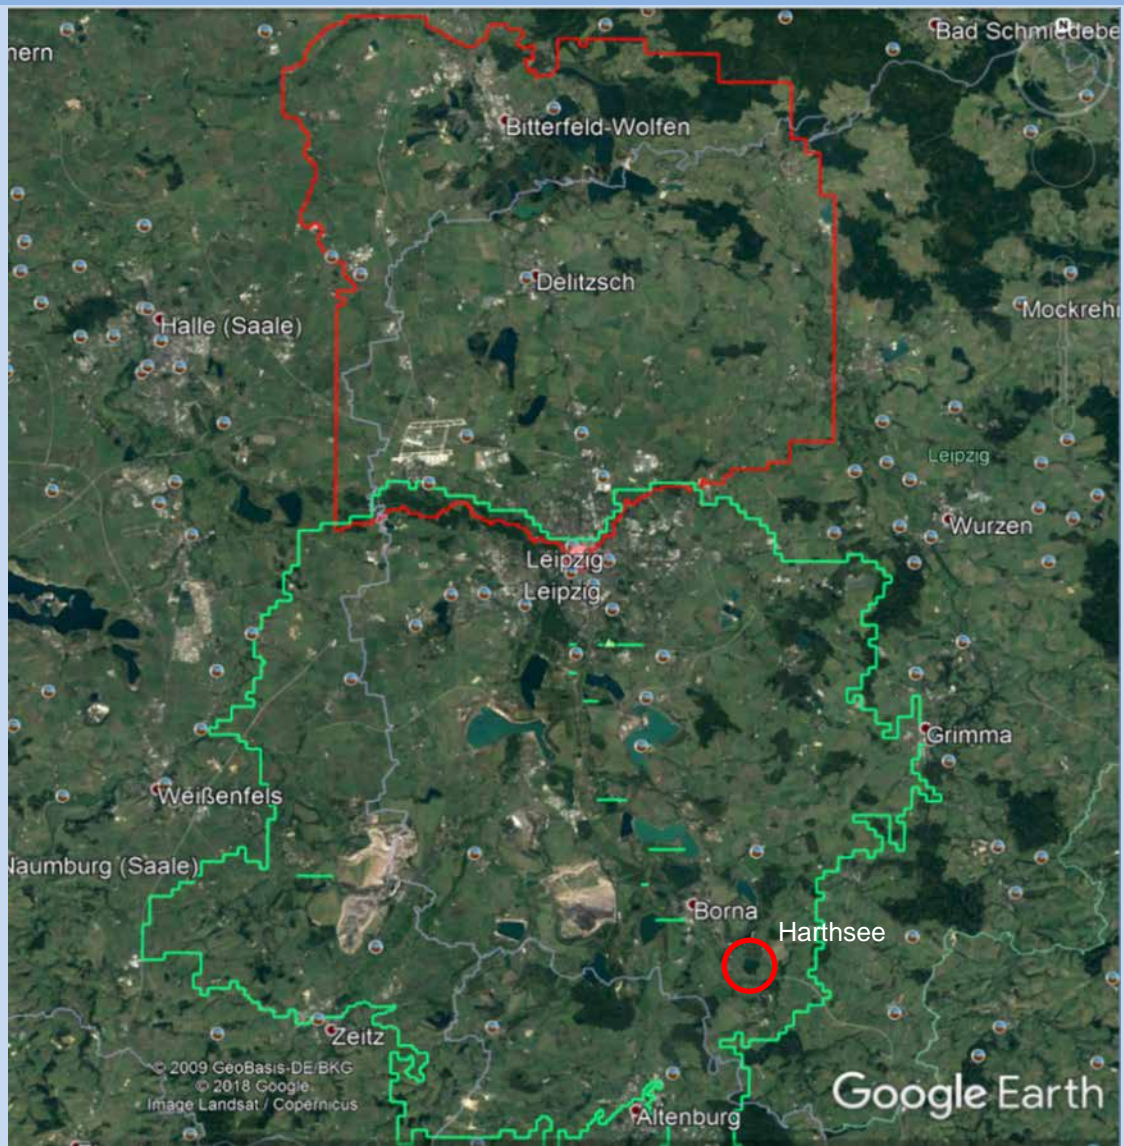 Bad Schmiedebe
nern
N
Bitterfeld-Wolfen
Delitzsch
Mockrehn
Halle (Saale)
Leipzig
Wurzen
Leipzig
Leipzig
Grimma
Weißenfels
Naumburg (Saale)
Borna
Harthsee
Zeitz
© 2009 GeoBasis-DE/BKG
© 2018 Google
Image Landsat / Copernicus
Google Earth
Altenburg